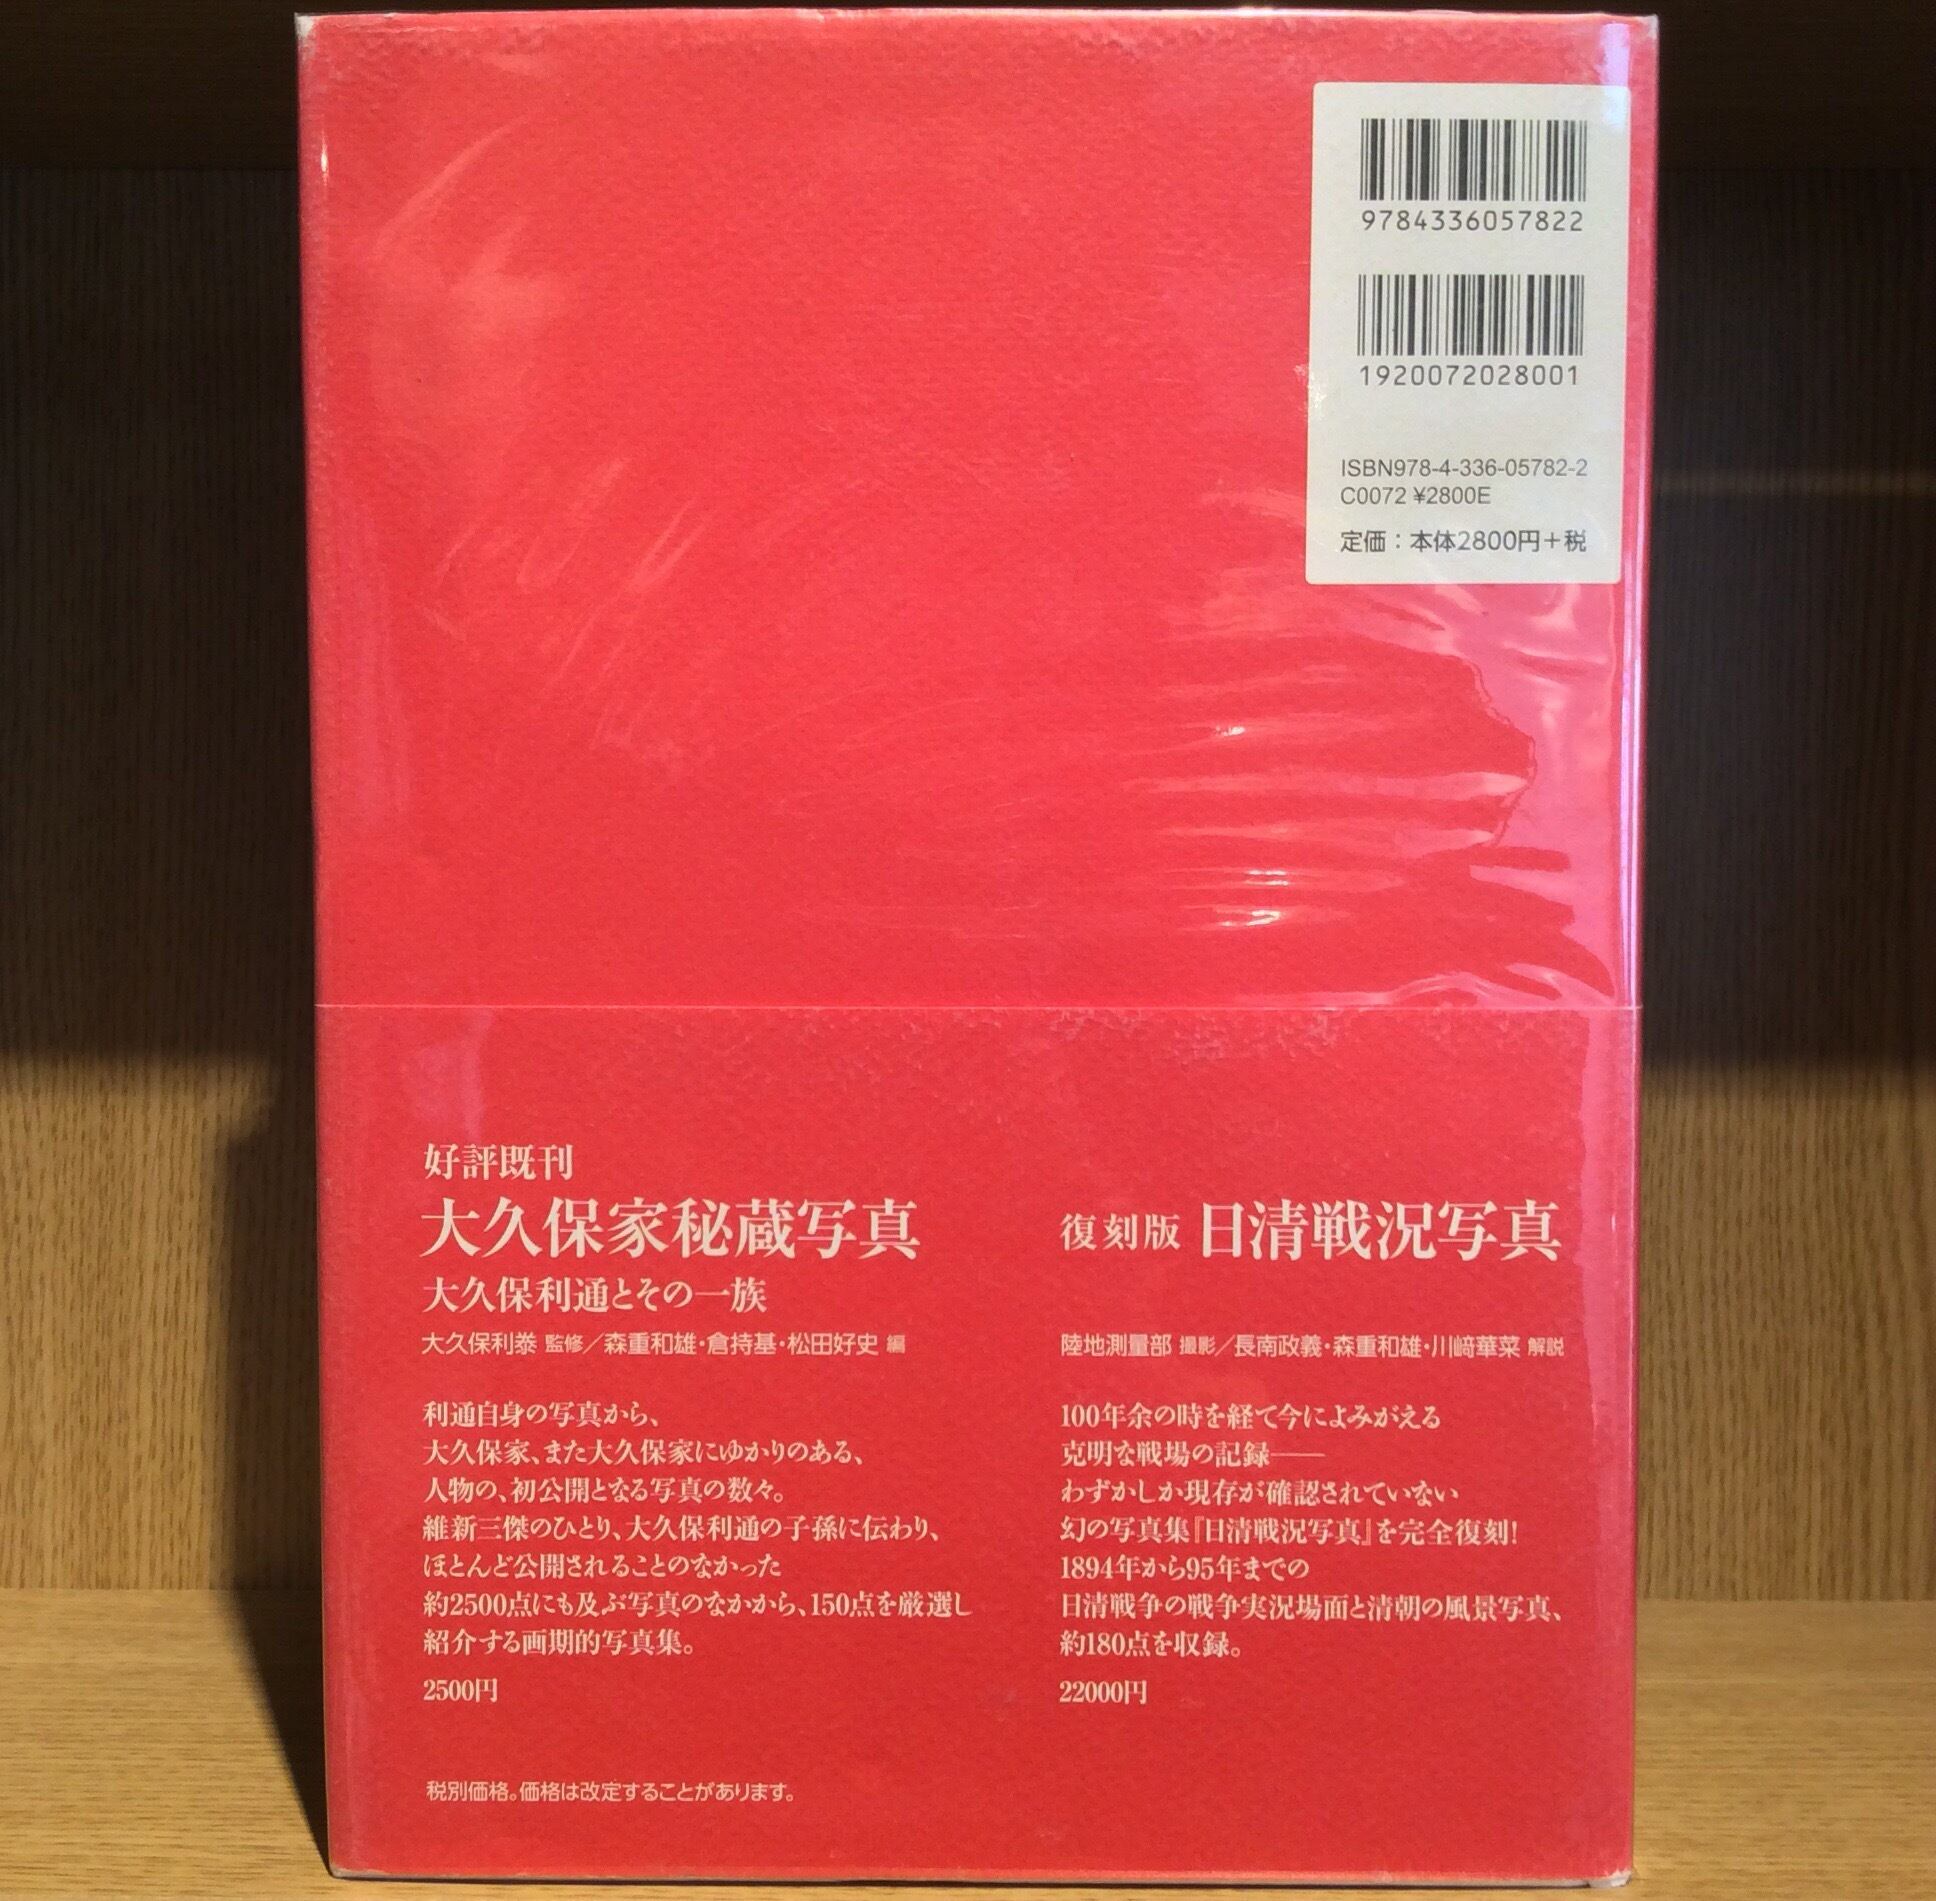 9784336057822
1920072028001
ISBN978-4-336-05782-2
C0072 ¥2800E
定価：本体2800円＋税
好評既刊
大久保家秘蔵写真
大久保利通とその一族
大久保利㤗 監修／森重和雄・倉持基・松田好史 編
利通自身の写真から、
大久保家、また大久保家にゆかりのある、
人物の、初公開となる写真の数々。
維新三傑のひとり、大久保利通の子孫に伝わり、
ほとんど公開されることのなかった
約2500点にも及ぶ写真のなかから、150点を厳選し
紹介する画期的写真集。
2500円
復刻版 日清戦況写真
陸地測量部 撮影／長南政義・森重和雄・川﨑華菜 解説
100年余の時を経て今によみがえる
克明な戦場の記録――
わずかしか現存が確認されていない
幻の写真集『日清戦況写真』を完全復刻！
1894年から95年までの
日清戦争の戦争実況場面と清朝の風景写真、
約180点を収録。
22000円
税別価格。価格は改定することがあります。